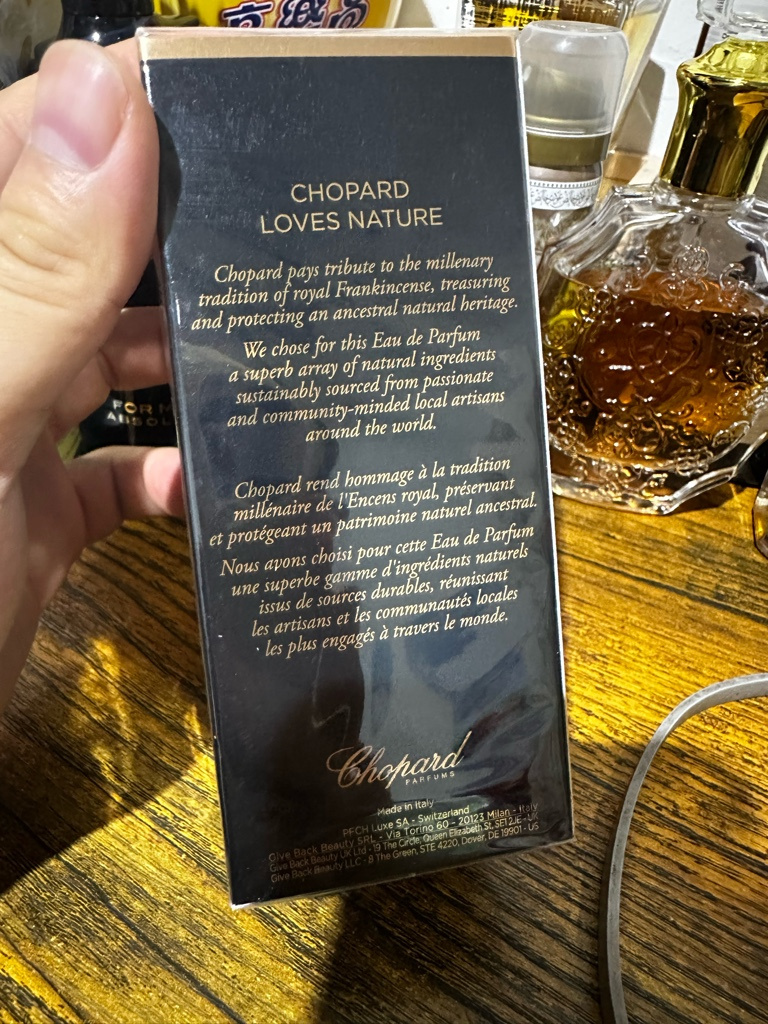 CHOPARD
LOVES NATURE
Chopard pays tribute to the millenary
tradition of royal Frankincense, treasuring
and protecting an ancestral natural heritage.
We chose for this Eau de Parfum
a superb array of natural ingredients
sustainably sourced from passionate
and community-minded local artisans
around the world.
Chopard rend hommage à la tradition
millénaire de l'Encens royal, préservant
et protégeant un patrimoine naturel ancestral.
Nous avons choisi pour cette Eau de Parfum
une superbe gamme d'ingrédients naturels
issus de sources durables, réunissant
les artisans et les communautés locales
les plus engagés à travers le monde.
Chopard
PARFUMS
Made in Italy
PFCH Luxe SA - Switzerland
Give Back Beauty SRL - Via Torino 60 - 20123 Milan - Italy
Give Back Beauty UK Ltd - 9 The Circle, Queen Elizabeth St, SE1 2JE - UK
Give Back Beauty LLC - 8 The Green, STE 4220, Dover, DE 19901 - US
FOR M
ABSOL